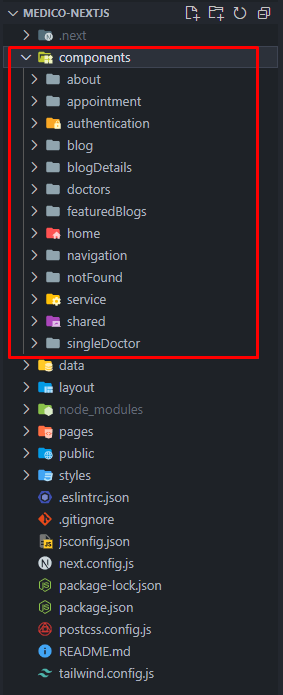 MEDICO-NEXTJS
.next
components
about
appointment
authentication
blog
blogDetails
doctors
featuredBlogs
home
navigation
notFound
service
shared
singleDoctor
data
layout
node_modules
pages
public
styles
.eslintrc.json
.gitignore
jsconfig.json
next.config.js
package-lock.json
package.json
postcss.config.js
README.md
tailwind.config.js